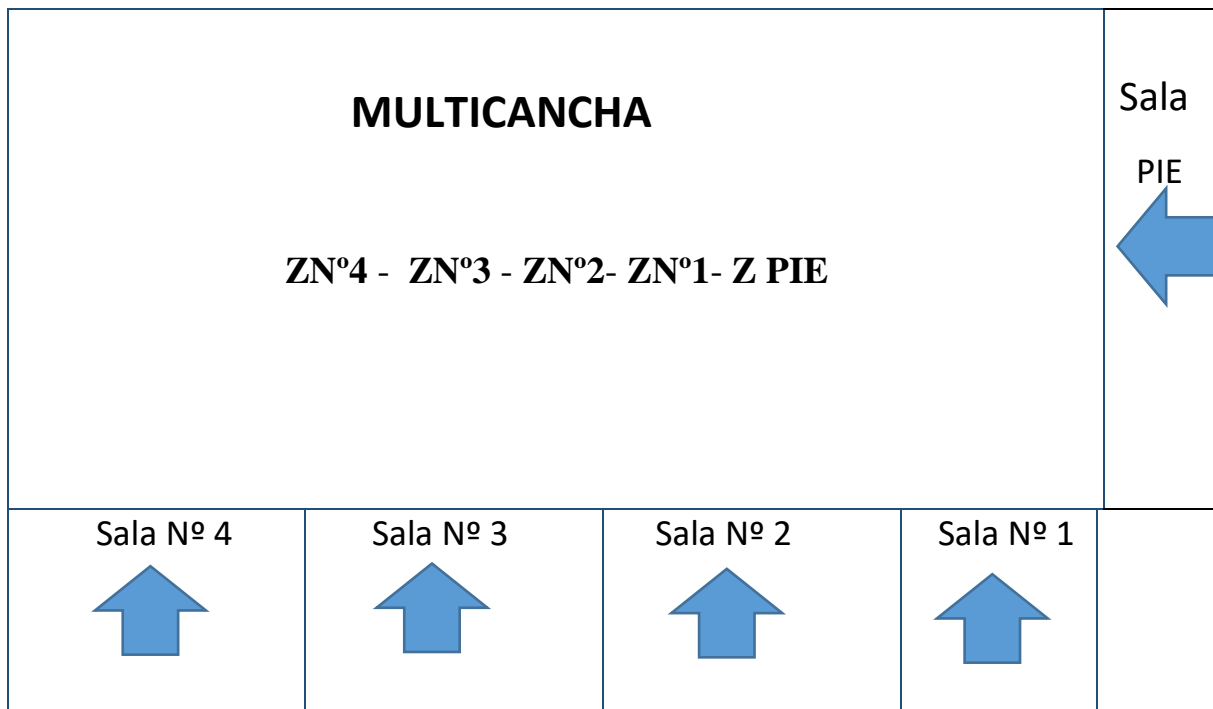 MULTICANCHA
Sala
PIE
ZNº4 - ZNº3 - ZNº2- ZNº1- Z PIE
Sala Nº 4
Sala Nº 3
Sala Nº 2
Sala Nº 1